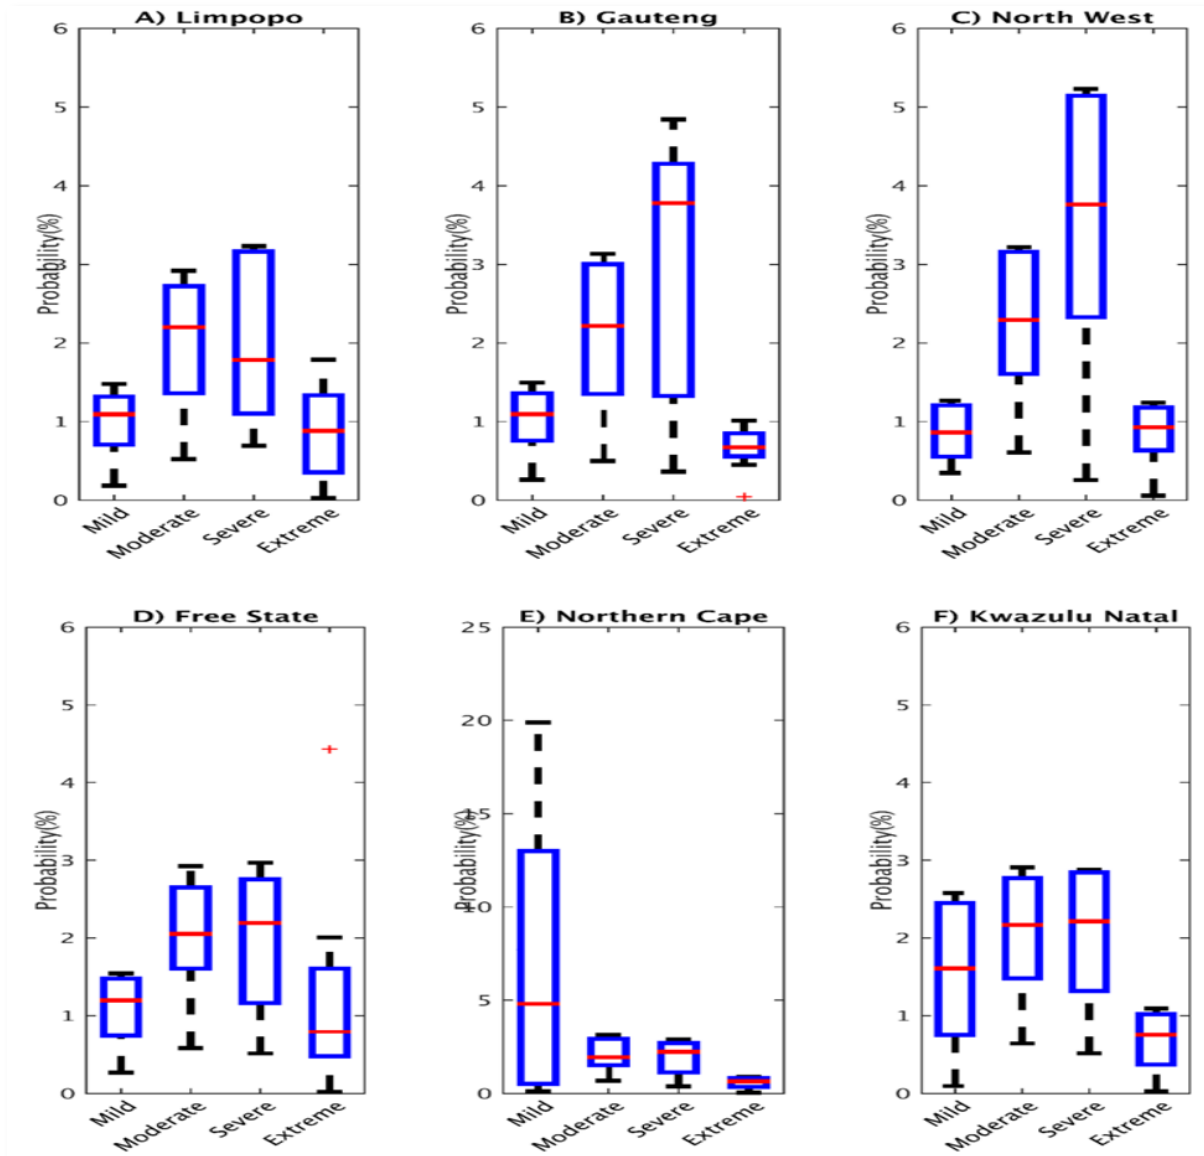 A) Limpopo
B) Gauteng
C) North West
6
5
4
3
2
1
0
Probability(%)
Mild
Moderate
Severe
Extreme
6
5
4
3
2
1
0
Probability(%)
Mild
Moderate
Severe
Extreme
6
5
4
3
2
1
0
Probability(%)
Mild
Moderate
Severe
Extreme
D) Free State
E) Northern Cape
F) Kwazulu Natal
6
5
4
3
2
1
0
Probability(%)
Mild
Moderate
Severe
Extreme
25
20
15
10
5
0
Probability(%)
Mild
Moderate
Severe
Extreme
6
5
4
3
2
1
0
Probability(%)
Mild
Moderate
Severe
Extreme